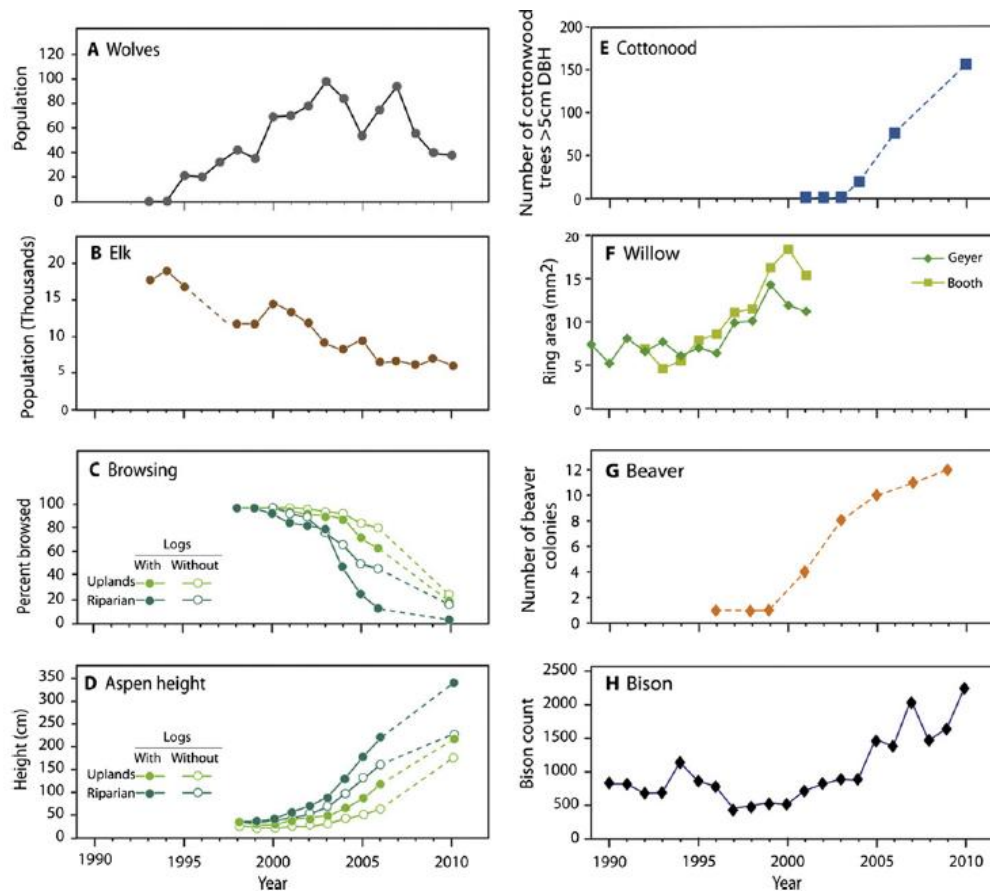 A Wolves
Population
120
100
80
60
40
20
0
B Elk
Population (Thousands)
20
15
10
5
0
C Browsing
Percent browsed
100
80
60
40
20
0
Logs
With Without
Uplands
Riparian
D Aspen height
Height (cm)
350
300
250
200
150
100
50
0
Logs
With Without
Uplands
Riparian
1990 1995 2000 2005 2010
Year
E Cottonood
Number of cottonwood
trees >5cm DBH
200
150
100
50
0
F Willow
Ring area (mm2)
20
15
10
5
0
Geyer
Booth
G Beaver
Number of beaver
colonies
12
10
8
6
4
2
0
H Bison
Bison count
2500
2000
1500
1000
500
0
1990 1995 2000 2005 2010
Year